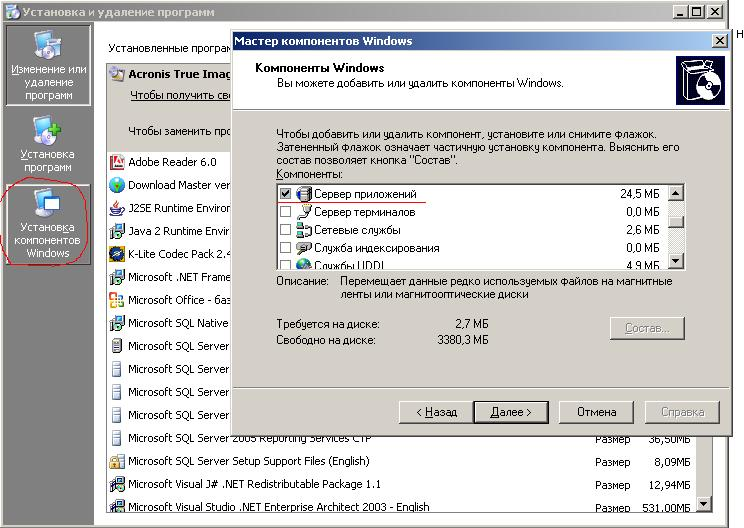 Установка и удаление программ
Н
Изменение или
удаление
программ
Установка
программ
Установка
компонентов
Windows
Установленные програм
Acronis True Imag
Чтобы получить све
Чтобы заменить про
Adobe Reader 6.0
Download Master ver
J2SE Runtime Environ
Java 2 Runtime Envir
K-Lite Codec Pack 2.4
Microsoft .NET Frame
Microsoft Office - баз
Microsoft SQL Native
Microsoft SQL Server
Microsoft SQL Server
Microsoft SQL Server
Microsoft SQL Server
Microsoft SQL Server 2005 Reporting Services CTP Размер 36,50МБ
Microsoft SQL Server Setup Support Files (English) Размер 8,09МБ
Microsoft Visual J# .NET Redistributable Package 1.1 Размер 12,94МБ
Microsoft Visual Studio .NET Enterprise Architect 2003 - English Размер 531,00МБ
Мастер компонентов Windows
Компоненты Windows
Вы можете добавить или удалить компоненты Windows.
Чтобы добавить или удалить компонент, установите или снимите флажок.
Затененный флажок означает частичную установку компонента. Выяснить его
состав позволяет кнопка "Состав".
Компоненты:
Сервер приложений 24,5 МБ
Сервер терминалов 0,0 МБ
Сетевые службы 2,6 МБ
Служба индексирования 0,0 МБ
Службы UDDI 4,9 МБ
Описание: Перемещает данные редко используемых файлов на магнитные
ленты или магнитооптические диски
Требуется на диске: 2,7 МБ
Свободно на диске: 3380,3 МБ
Состав...
< Назад
Далее >
Отмена
Справка